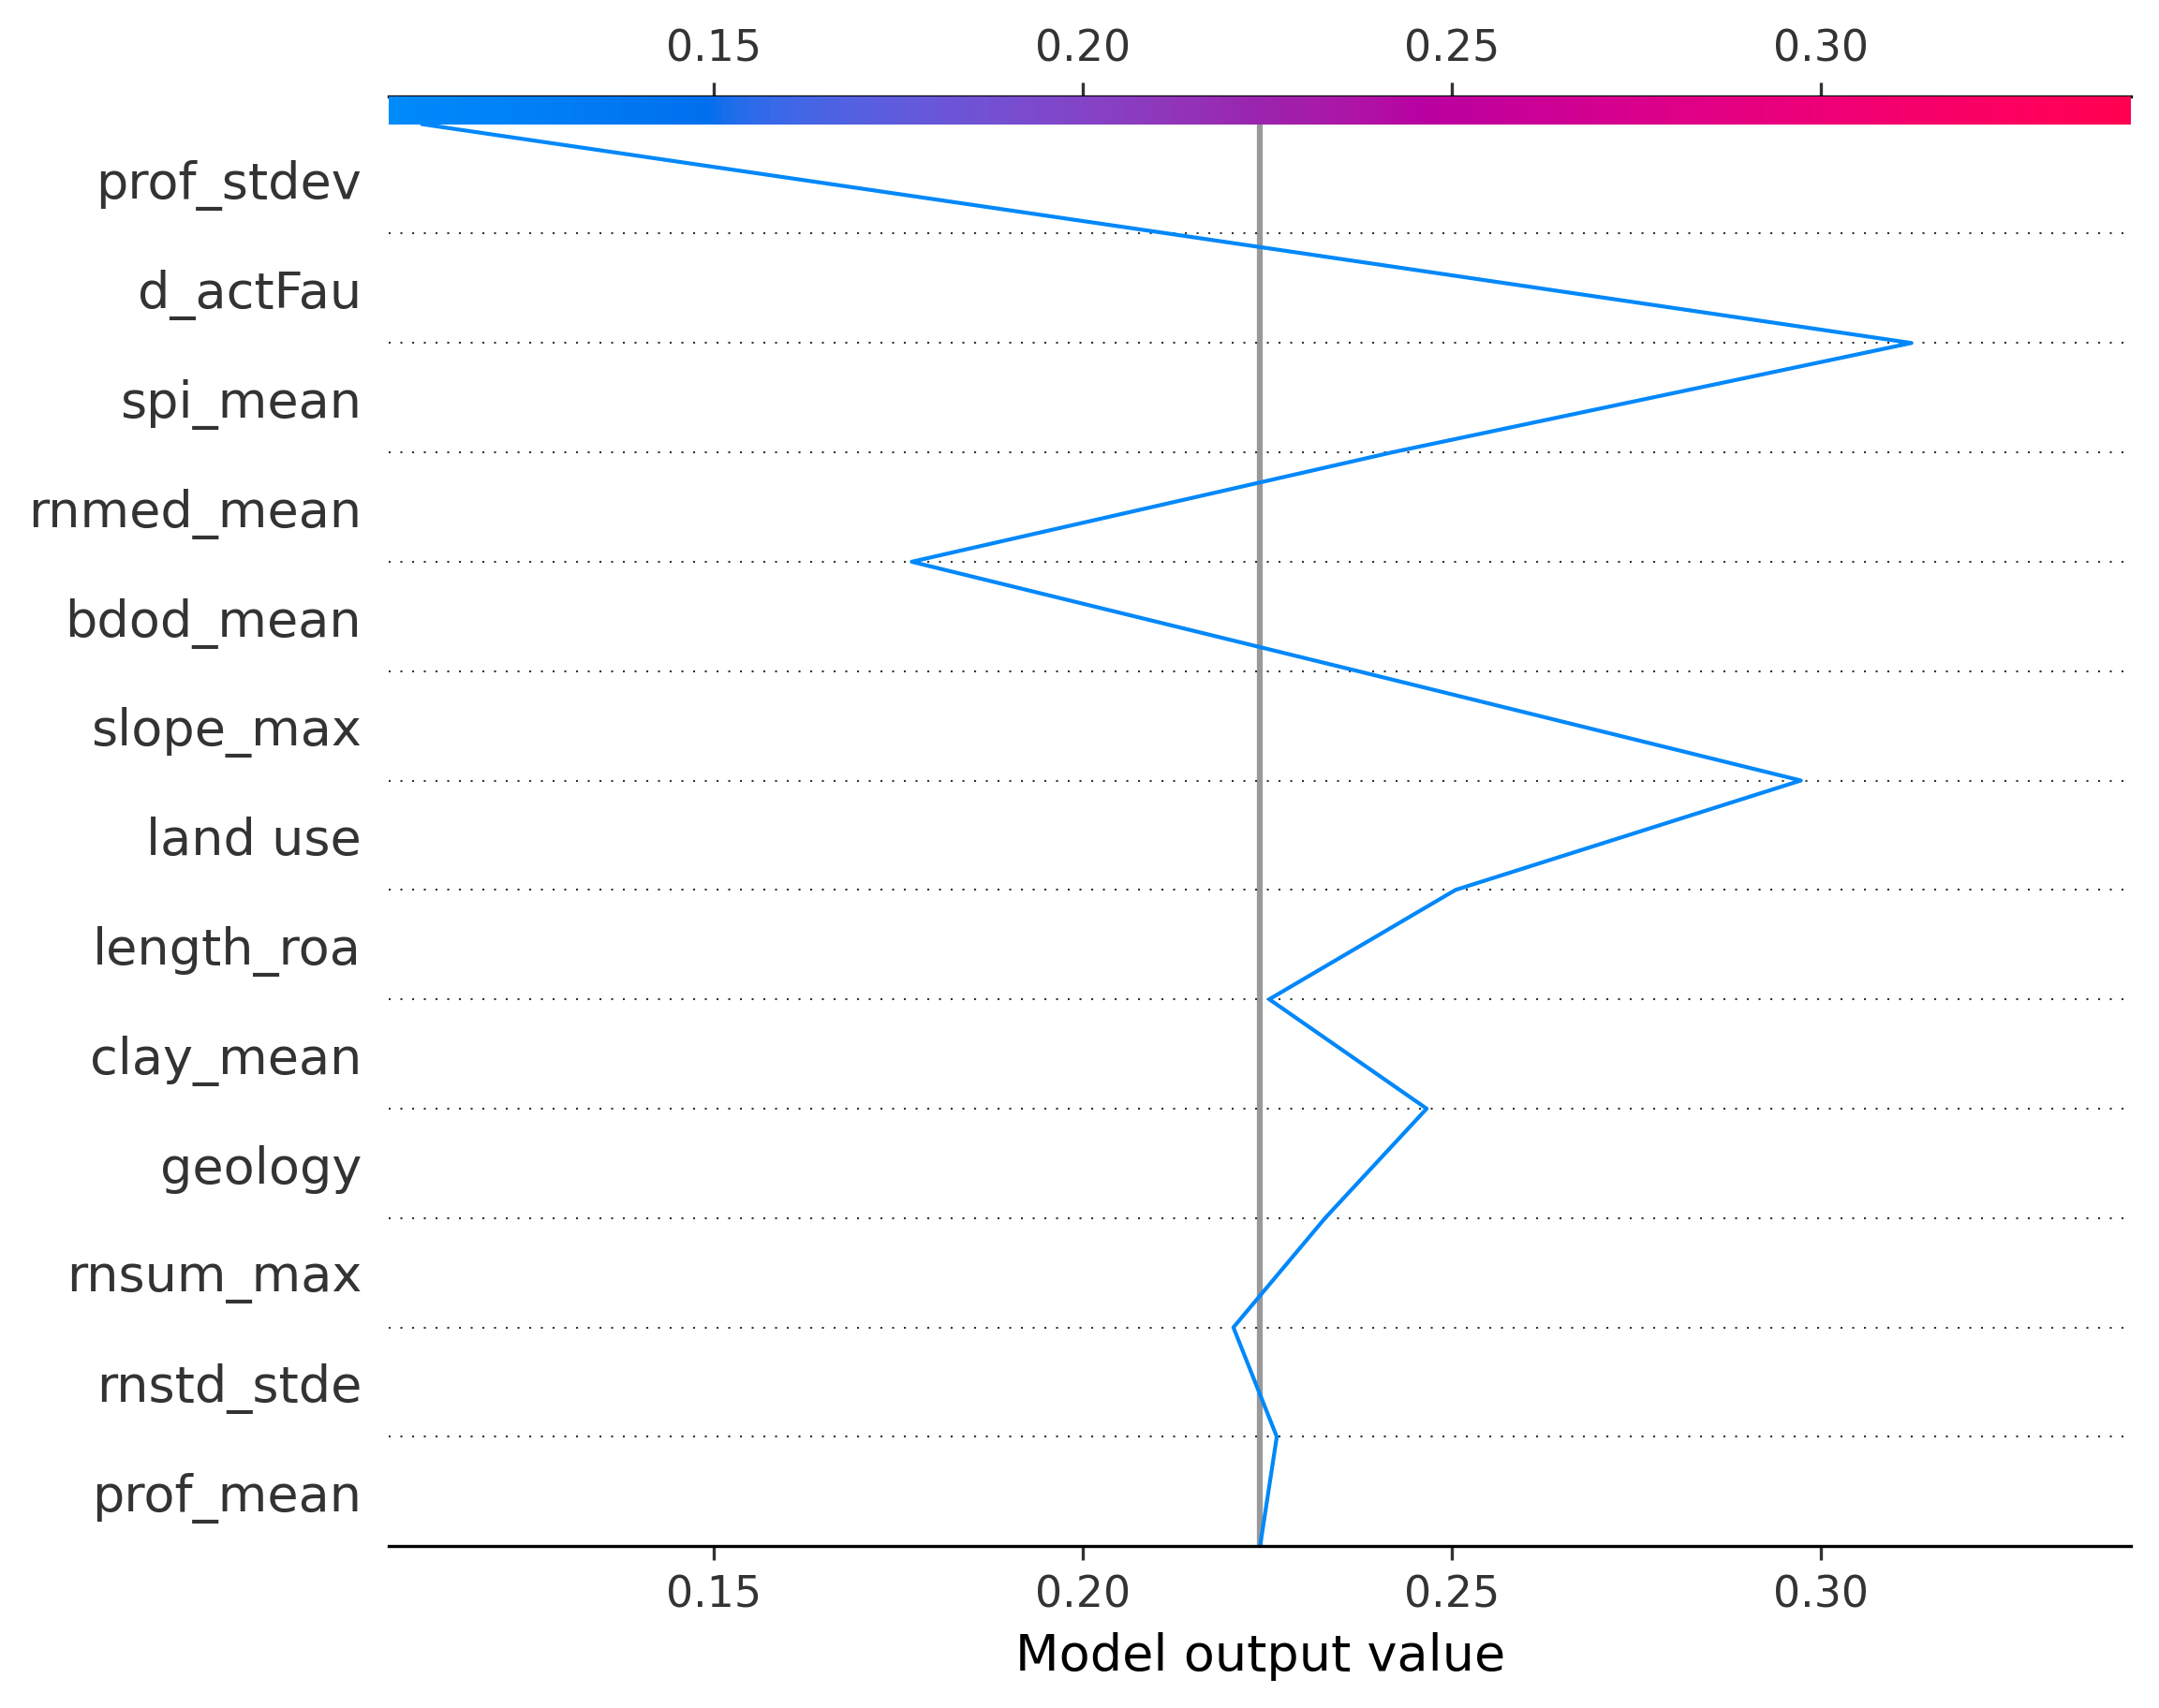 0.15 0.20 0.25 0.30
prof_stdev
d_actFau
spi_mean
rnmed_mean
bdod_mean
slope_max
land use
length_roa
clay_mean
geology
rnsum_max
rnstd_stde
prof_mean
0.15 0.20 0.25 0.30
Model output value